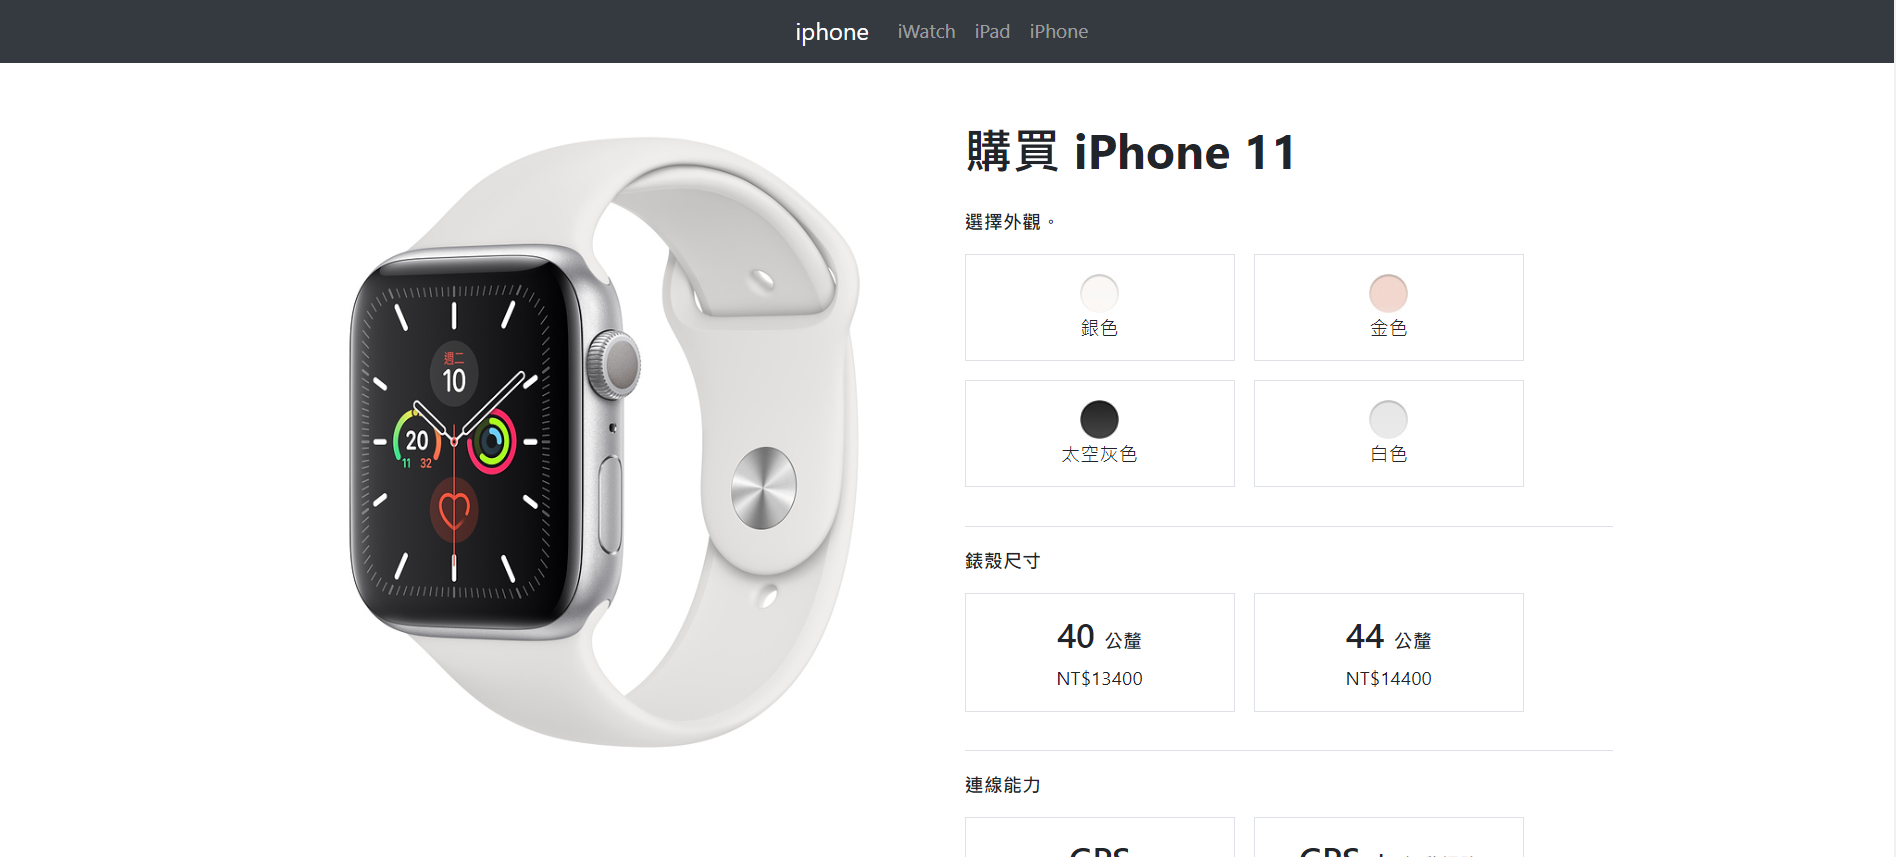 iphone iWatch iPad iPhone
購買 iPhone 11
選擇外觀。
銀色 金色
太空灰色 白色
錶殼尺寸
40 公釐 44 公釐
NT$13400 NT$14400
連線能力
週二
10
20
11 32
GPS GPS